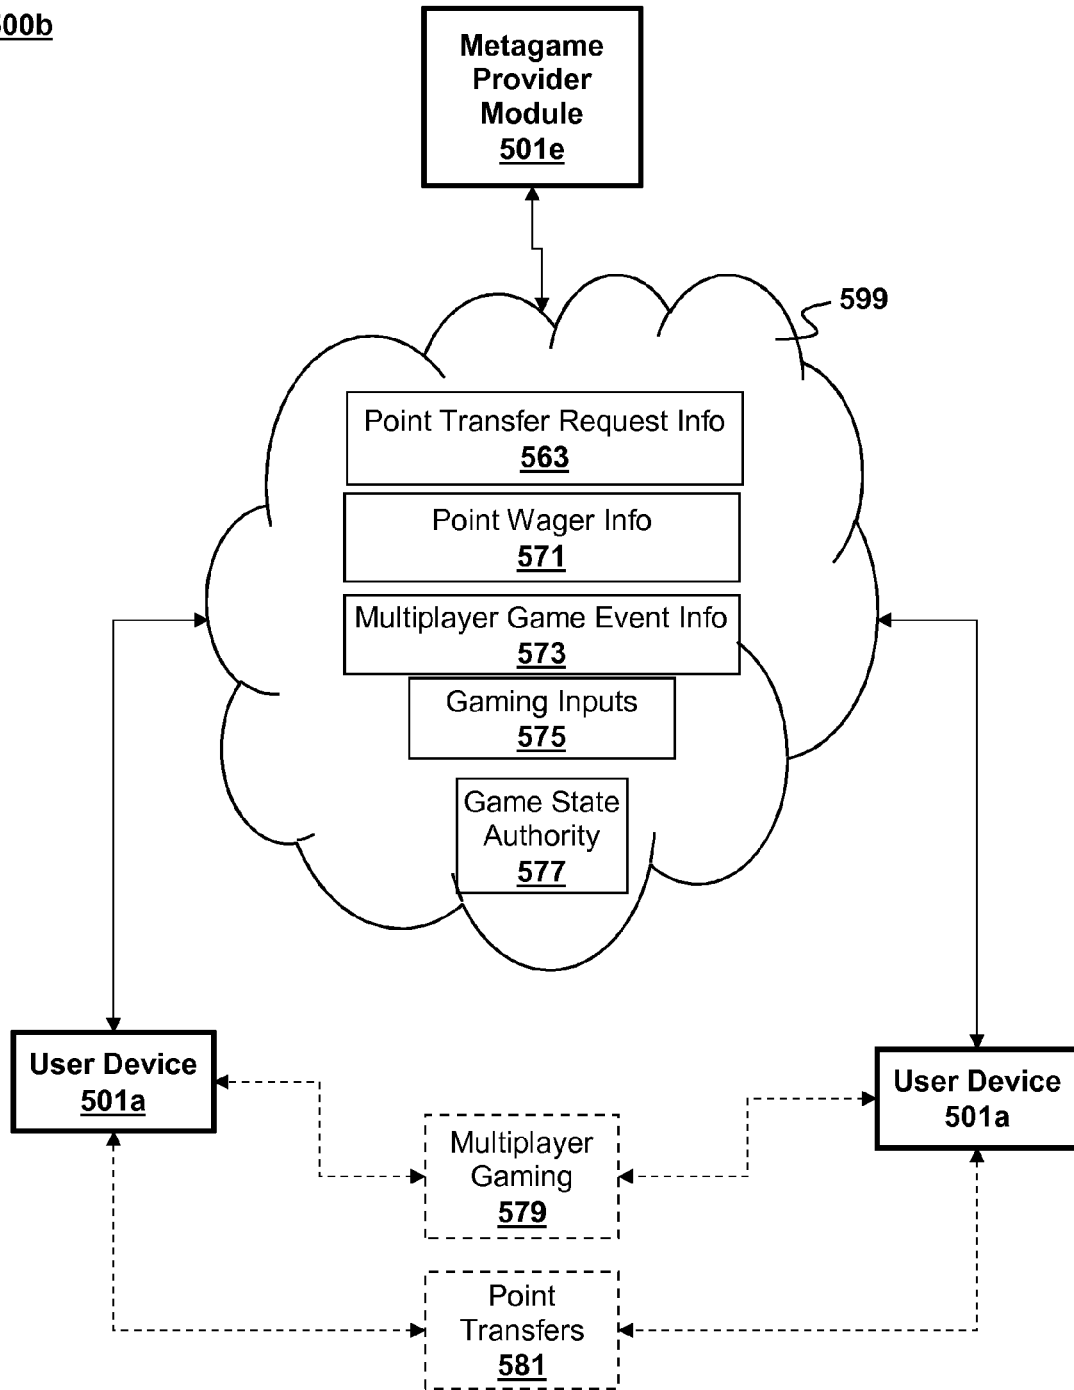 500b
Metagame
Provider
Module
501e
599
Point Transfer Request Info
563
Point Wager Info
571
Multiplayer Game Event Info
573
Gaming Inputs
575
Game State
Authority
577
User Device
501a
User Device
501a
Multiplayer
Gaming
579
Point
Transfers
581